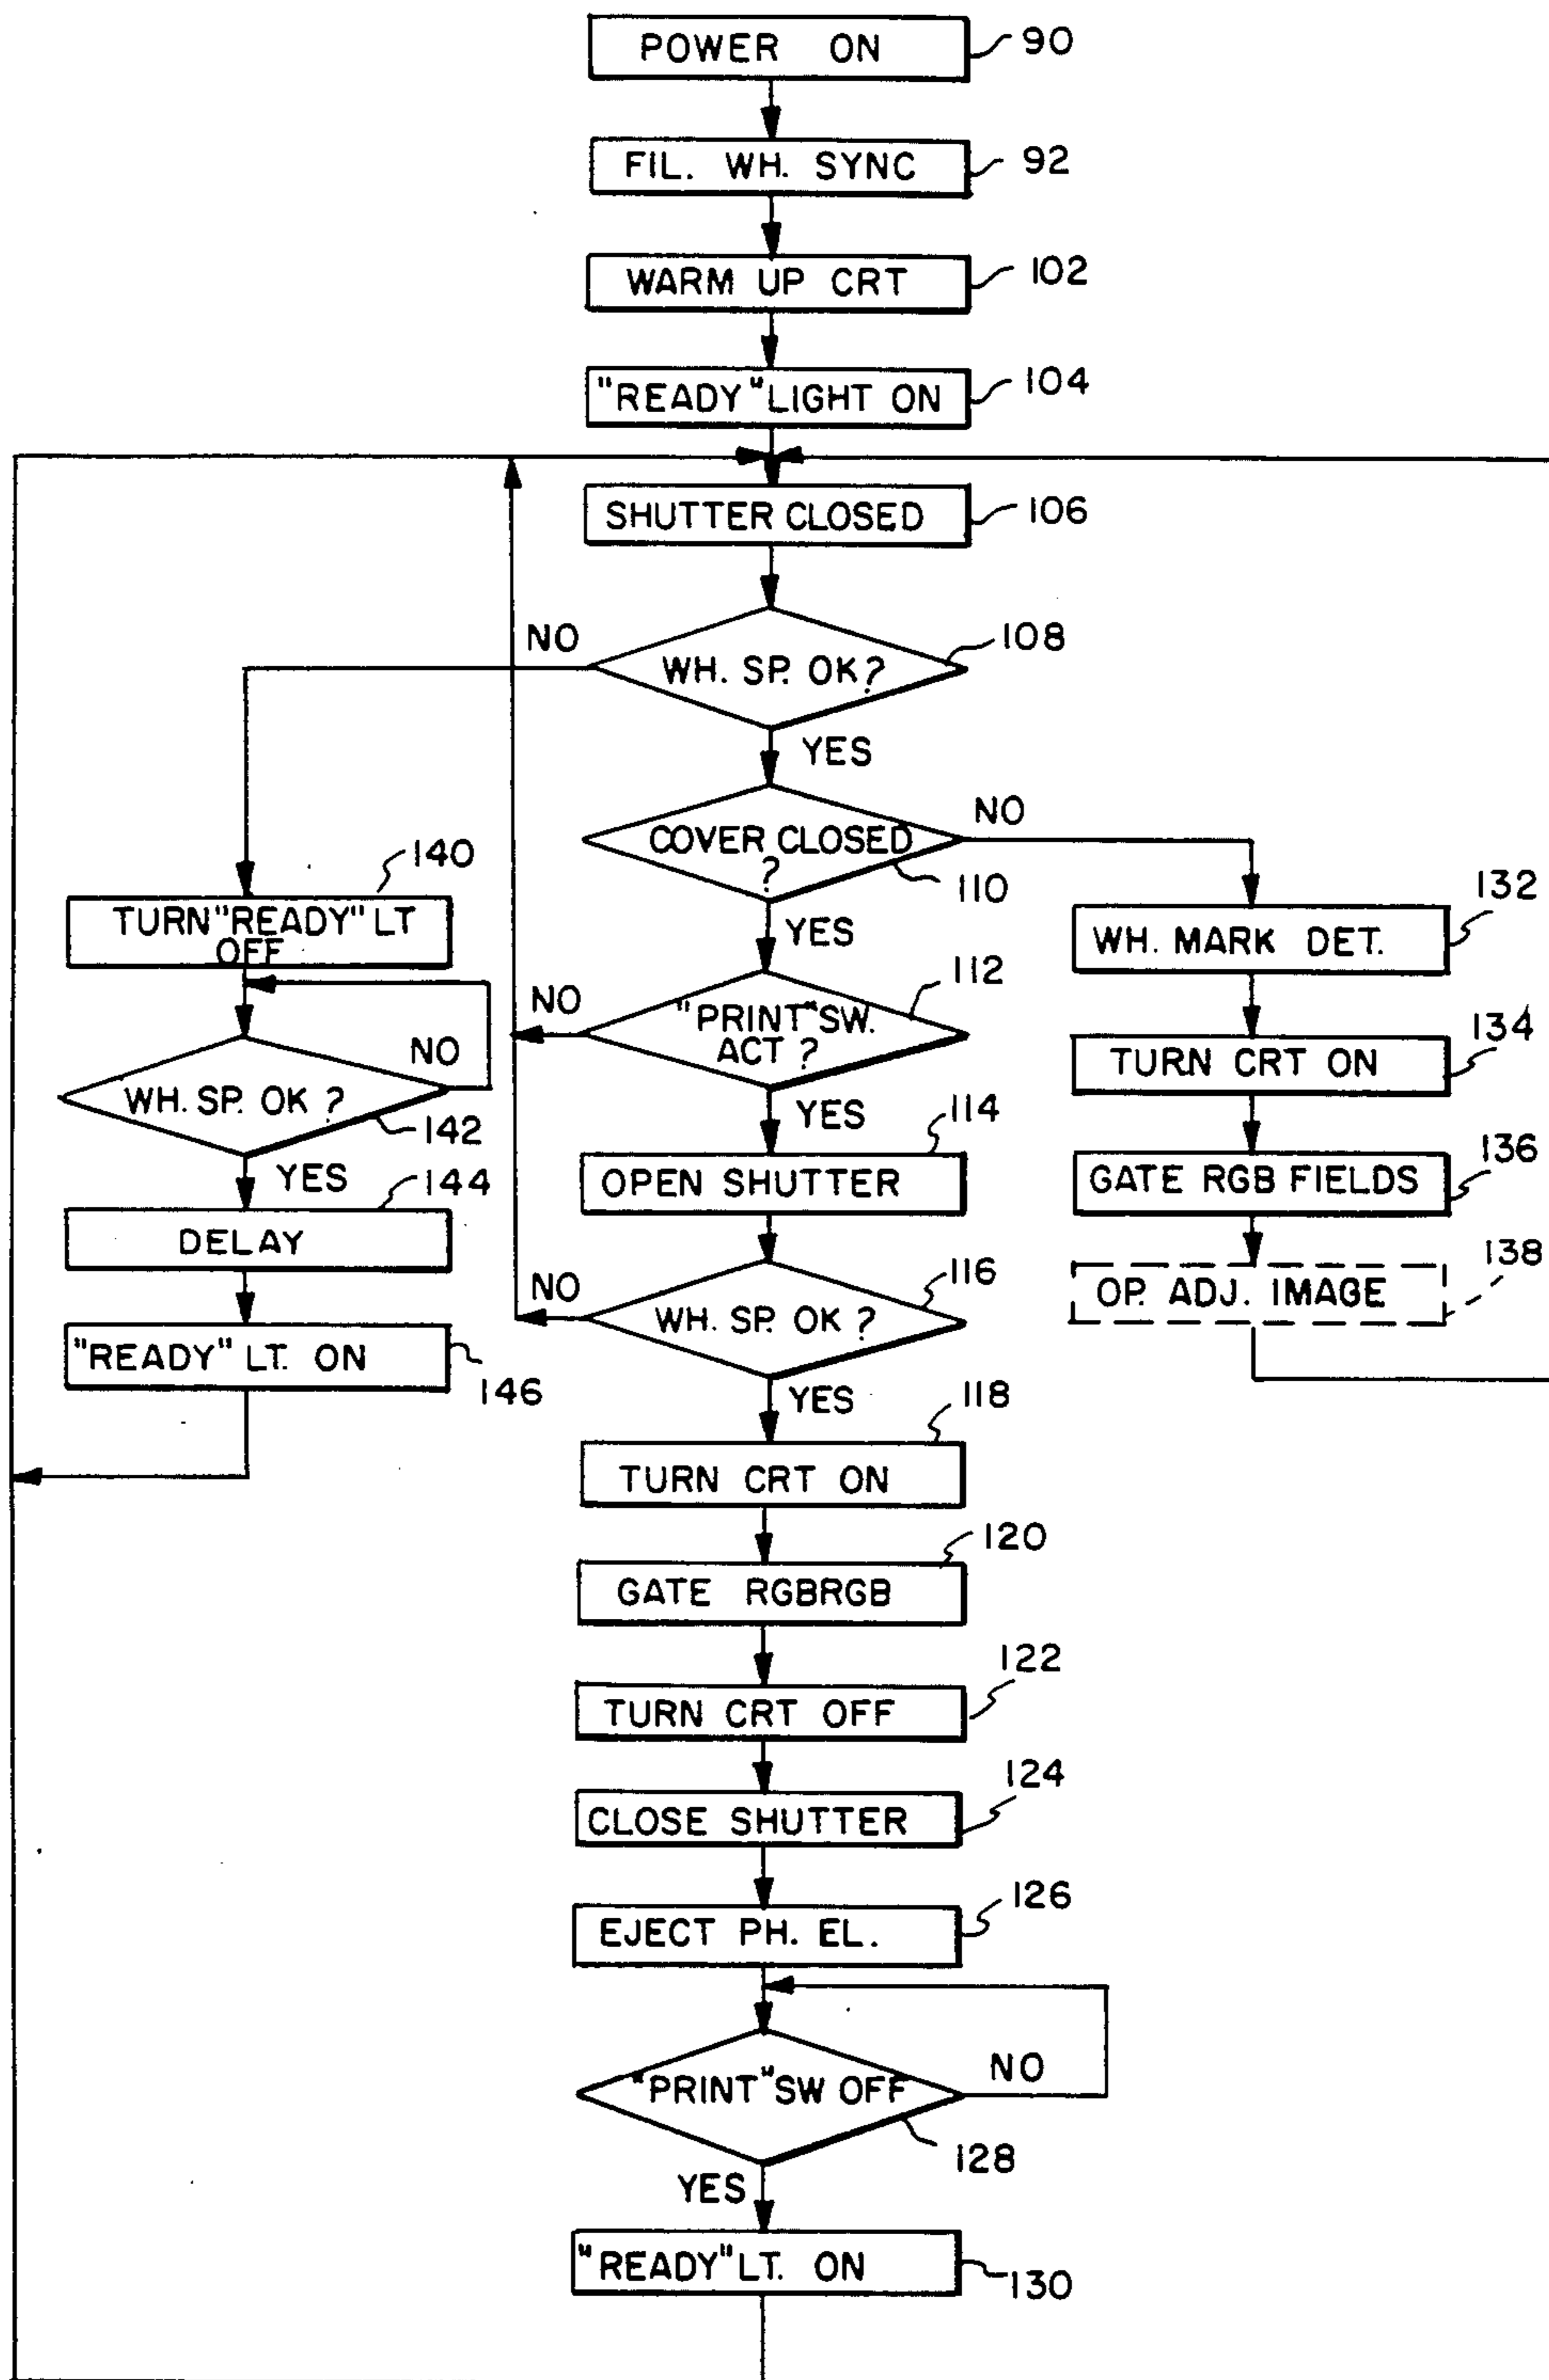 POWER ON 90
FIL. WH. SYNC 92
WARM UP CRT 102
"READY" LIGHT ON 104
SHUTTER CLOSED 106
WH. SP. OK? 108
NO
YES
COVER CLOSED
?
110
NO
YES
"PRINT" SW.
ACT ?
112
NO
YES
OPEN SHUTTER 114
WH. SP. OK ? 116
NO
YES
TURN CRT ON 118
GATE RGBRGB 120
TURN CRT OFF 122
CLOSE SHUTTER 124
EJECT PH. EL. 126
"PRINT" SW OFF 128
NO
YES
"READY" LT. ON 130
WH. MARK DET. 132
TURN CRT ON 134
GATE RGB FIELDS 136
OP. ADJ. IMAGE 138
TURN "READY" LT
OFF
140
WH. SP. OK ? 142
NO
YES
DELAY 144
"READY" LT. ON 146